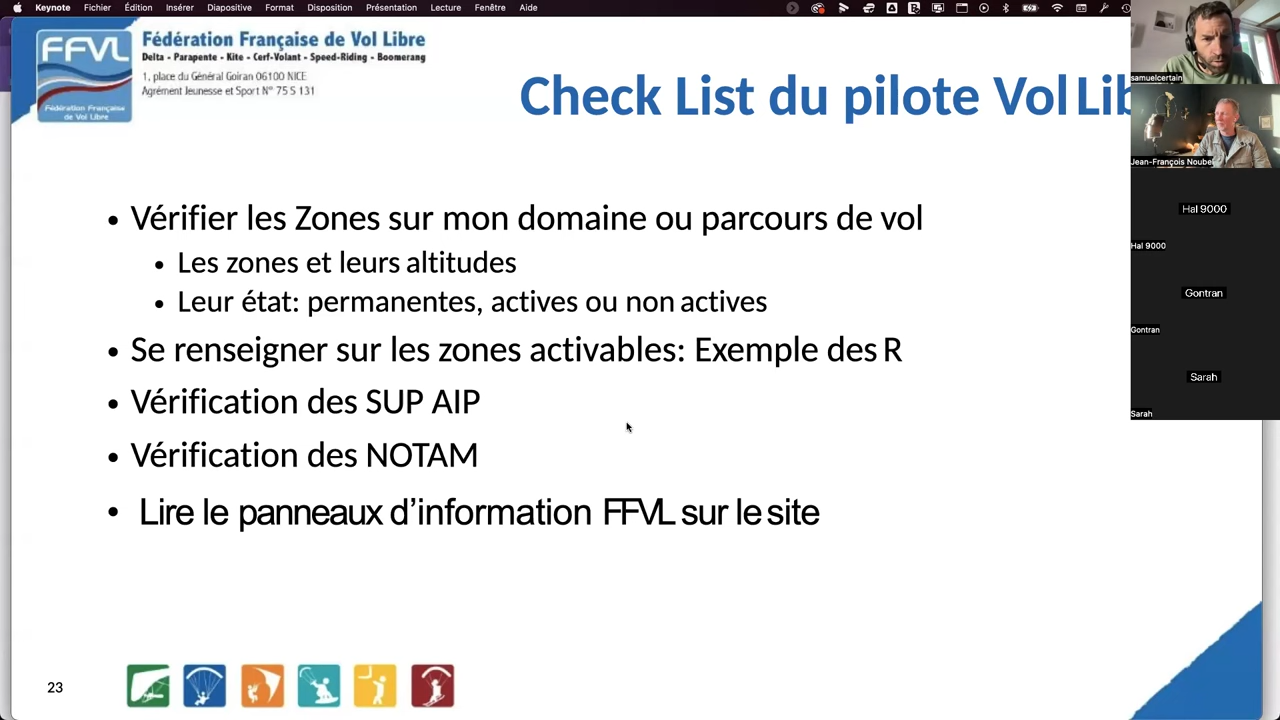 Keynote Fichier Édition Insérer Diapositive Format Disposition Présentation Lecture Fenêtre Aide
FFVL
Fédération Française
de Vol Libre
Fédération Française de Vol Libre
Delta - Parapente - Kite - Cerf-Volant - Speed-Riding - Boomerang
1, place du Général Goiran 06100 NICE
Agrément Jeunesse et Sport N° 75 S 131
Check List du pilote Vol Lib
• Vérifier les Zones sur mon domaine ou parcours de vol
• Les zones et leurs altitudes
• Leur état: permanentes, actives ou non actives
• Se renseigner sur les zones activables: Exemple des R
• Vérification des SUP AIP
• Vérification des NOTAM
• Lire le panneaux d’information FFVL sur le site
23
samuelcertain
Jean-François Noubel
Hal 9000
Hal 9000
Gontran
Gontran
Sarah
Sarah